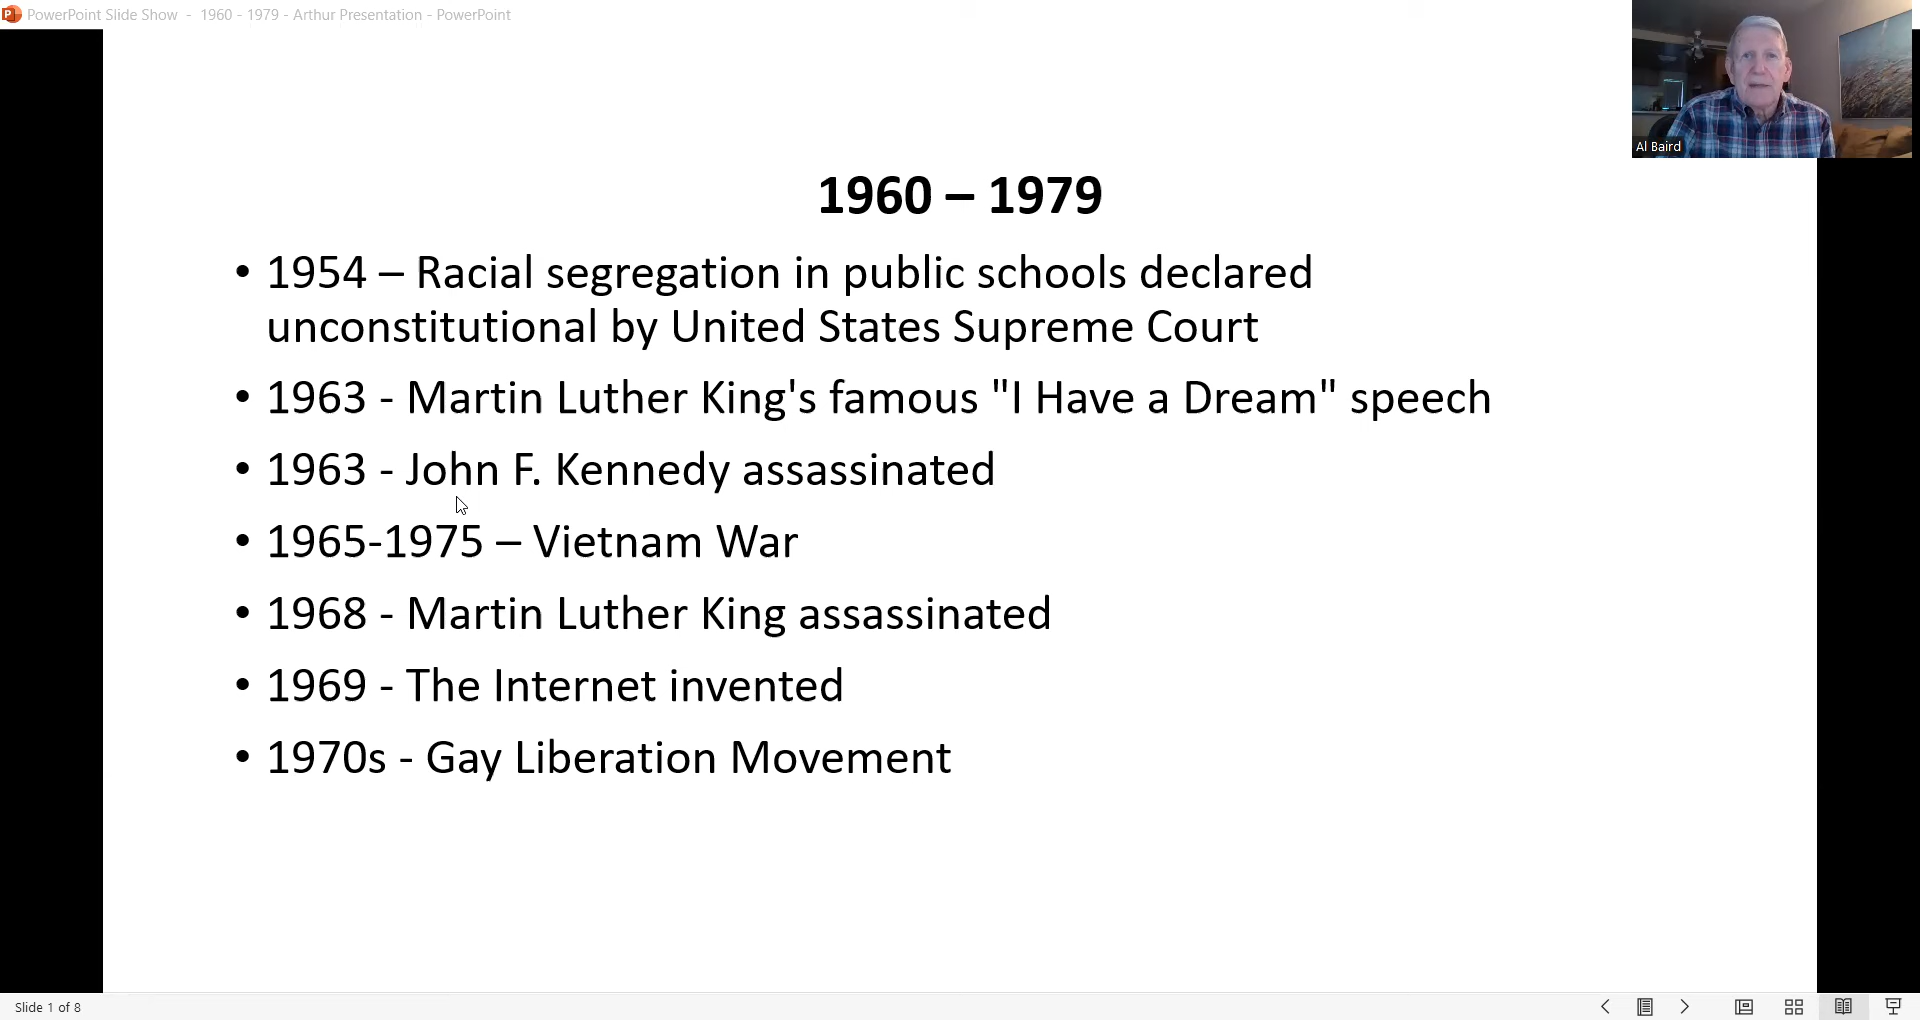 PowerPoint Slide Show - 1960 - 1979 - Arthur Presentation - PowerPoint
Al Baird
1960 – 1979
• 1954 – Racial segregation in public schools declared
unconstitutional by United States Supreme Court
• 1963 - Martin Luther King's famous "I Have a Dream" speech
• 1963 - John F. Kennedy assassinated
• 1965-1975 – Vietnam War
• 1968 - Martin Luther King assassinated
• 1969 - The Internet invented
• 1970s - Gay Liberation Movement
Slide 1 of 8